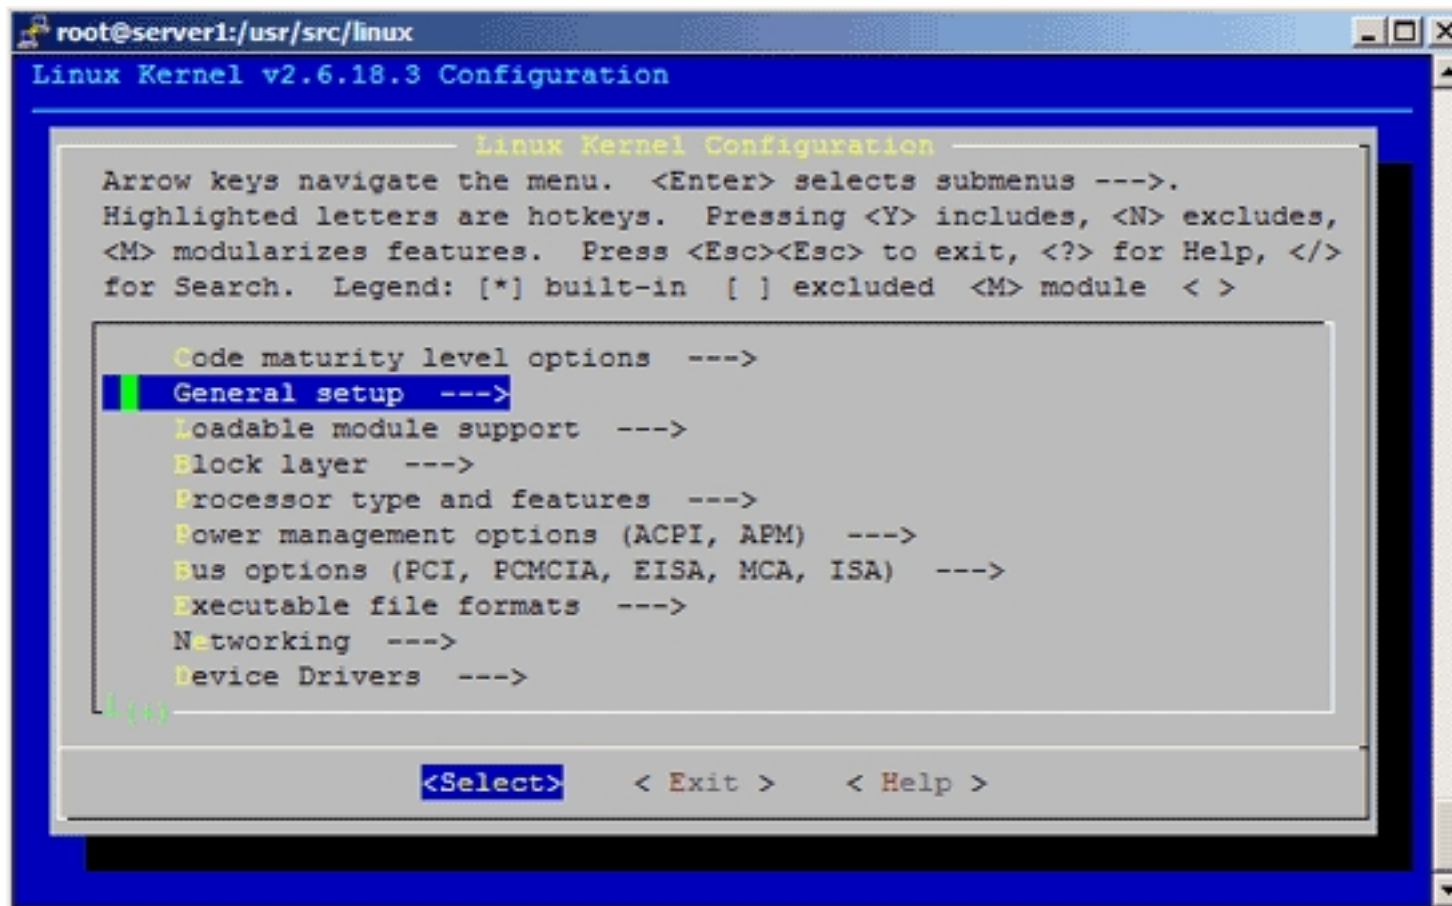 root@server1:/usr/src/linux
Linux Kernel v2.6.18.3 Configuration
Linux Kernel Configuration
Arrow keys navigate the menu.  <Enter> selects submenus --->.
Highlighted letters are hotkeys.  Pressing <Y> includes, <N> excludes,
<M> modularizes features.  Press <Esc><Esc> to exit, <?> for Help, </>
for Search.  Legend: [*] built-in  [ ] excluded  <M> module  < >
Code maturity level options  --->
General setup  --->
Loadable module support  --->
Block layer  --->
Processor type and features  --->
Power management options (ACPI, APM)  --->
Bus options (PCI, PCMCIA, EISA, MCA, ISA)  --->
Executable file formats  --->
Networking  --->
Device Drivers  --->
(+)
<Select>    < Exit >    < Help >